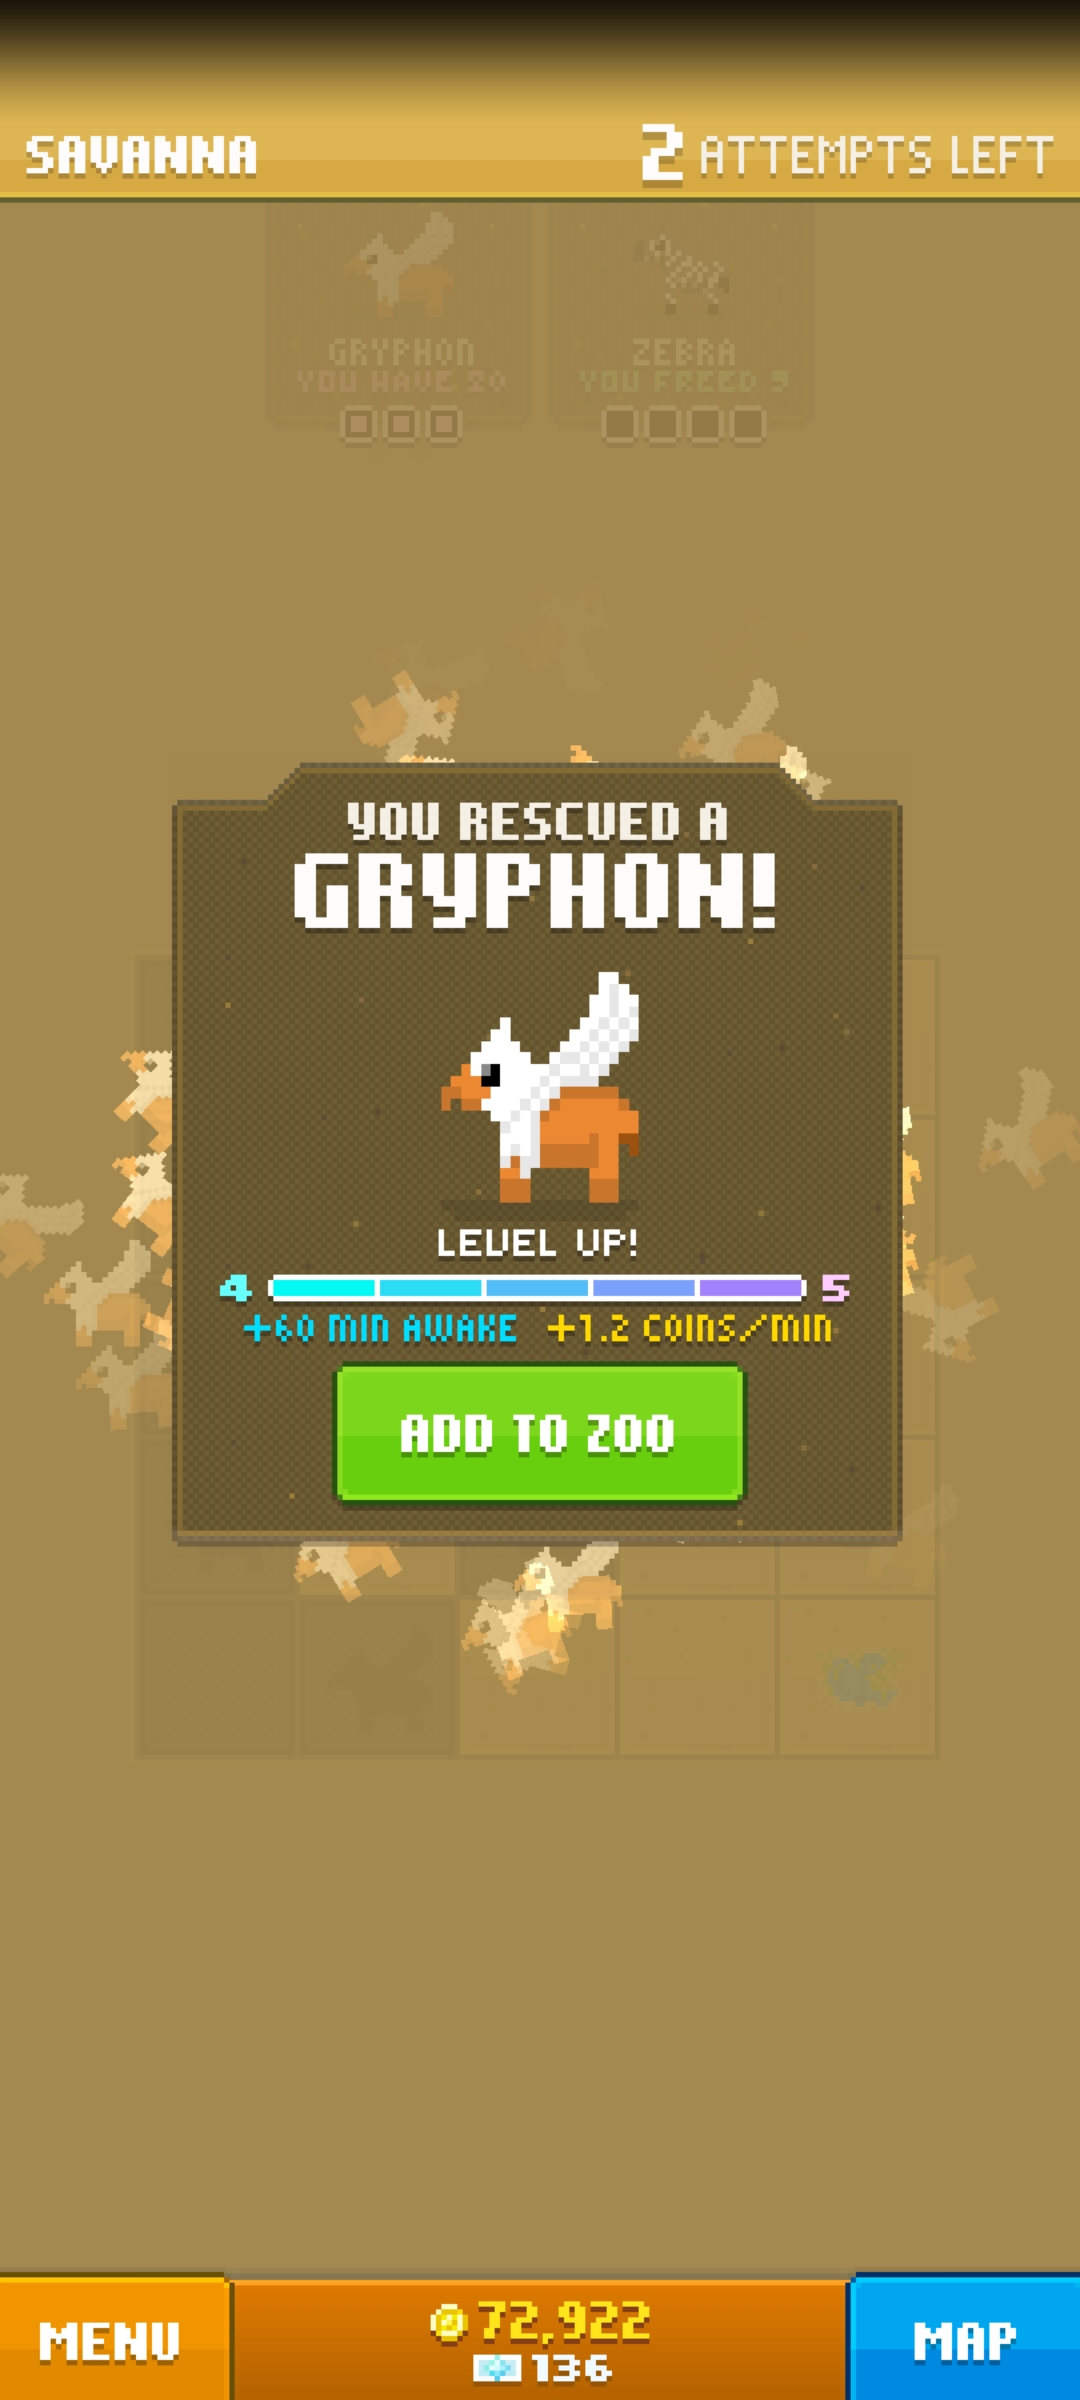 SAVANNA
2 ATTEMPTS LEFT
GRYPHON
YOU HAVE 20
ZEBRA
YOU FREED 9
YOU RESCUED A
GRYPHON!
LEVEL UP!
4 5
+60 MIN AWAKE +1.2 COINS/MIN
ADD TO ZOO
MENU
72,922
136
MAP